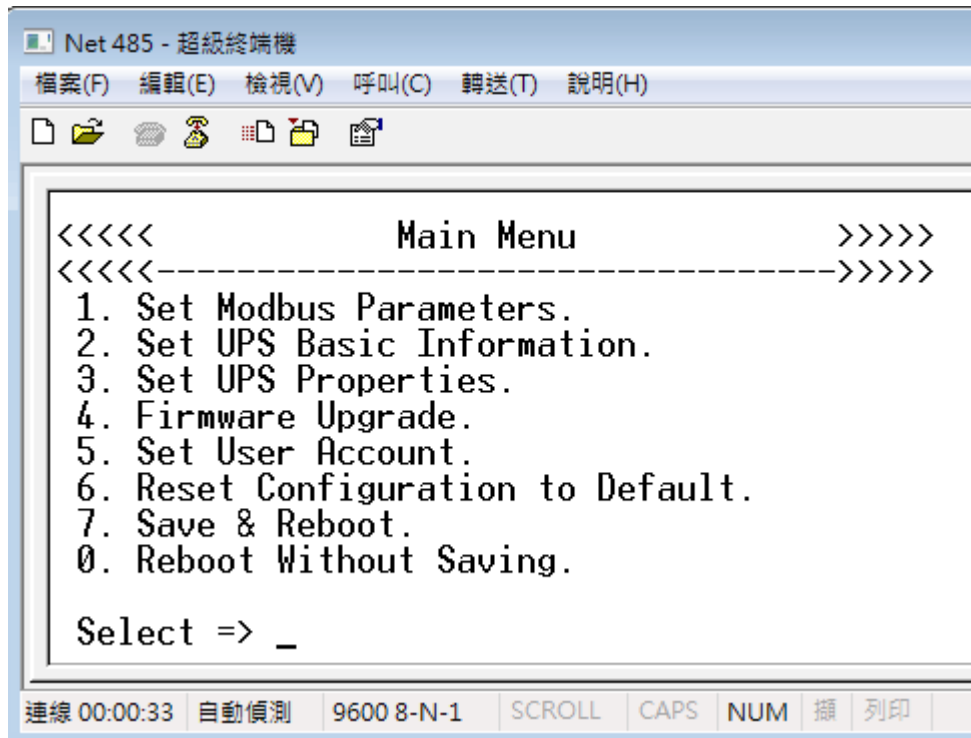 Net 485 - 超級終端機
檔案(F) 編輯(E) 檢視(V) 呼叫(C) 轉送(T) 說明(H)
<<<<< Main Menu >>>>>
<<<<<---------------------------------->>>>>
1. Set Modbus Parameters.
2. Set UPS Basic Information.
3. Set UPS Properties.
4. Firmware Upgrade.
5. Set User Account.
6. Reset Configuration to Default.
7. Save & Reboot.
0. Reboot Without Saving.
Select => _
連線 00:00:33 自動偵測 9600 8-N-1 SCROLL CAPS NUM 擷 列印